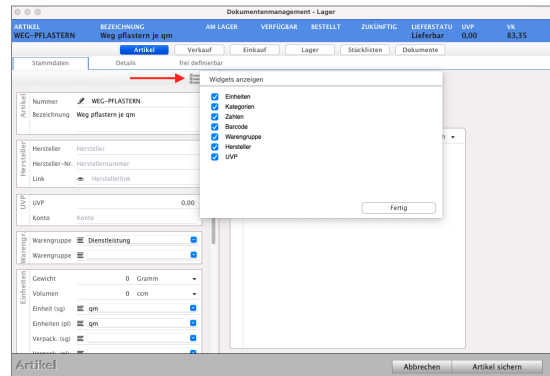 Dokumentenmanagement - Lager
ARTIKEL BEZEICHNUNG AM LAGER VERFÜGBAR BESTELLT ZUKÜNFTIG LIEFERSTATU UVP VK
WEG-PFLASTERN Weg pflastern je qm Lieferbar 0,00 83,35
Artikel Verkauf Einkauf Lager Stücklisten Dokumente
Stammdaten Details frei definierbar
Widgets anzeigen
Einheiten
Kategorien
Zahlen
Barcode
Warengruppe
Hersteller
UVP
Fertig
Artikel
Nummer WEG-PFLASTERN
Bezeichnung Weg pflastern je qm
Hersteller
Hersteller Hersteller
Hersteller-Nr. Herstellernummer
Link Herstellerlink
UVP
UVP 0,00
Konto Konto
Warengr.
Warengruppe Dienstleistung
Warengruppe
Einheiten
Gewicht 0 Gramm
Volumen 0 ccm
Einheit (sg) qm
Einheiten (pl) qm
Verpack. (sg)
Verpack. (pl)
Artikel Abbrechen Artikel sichern